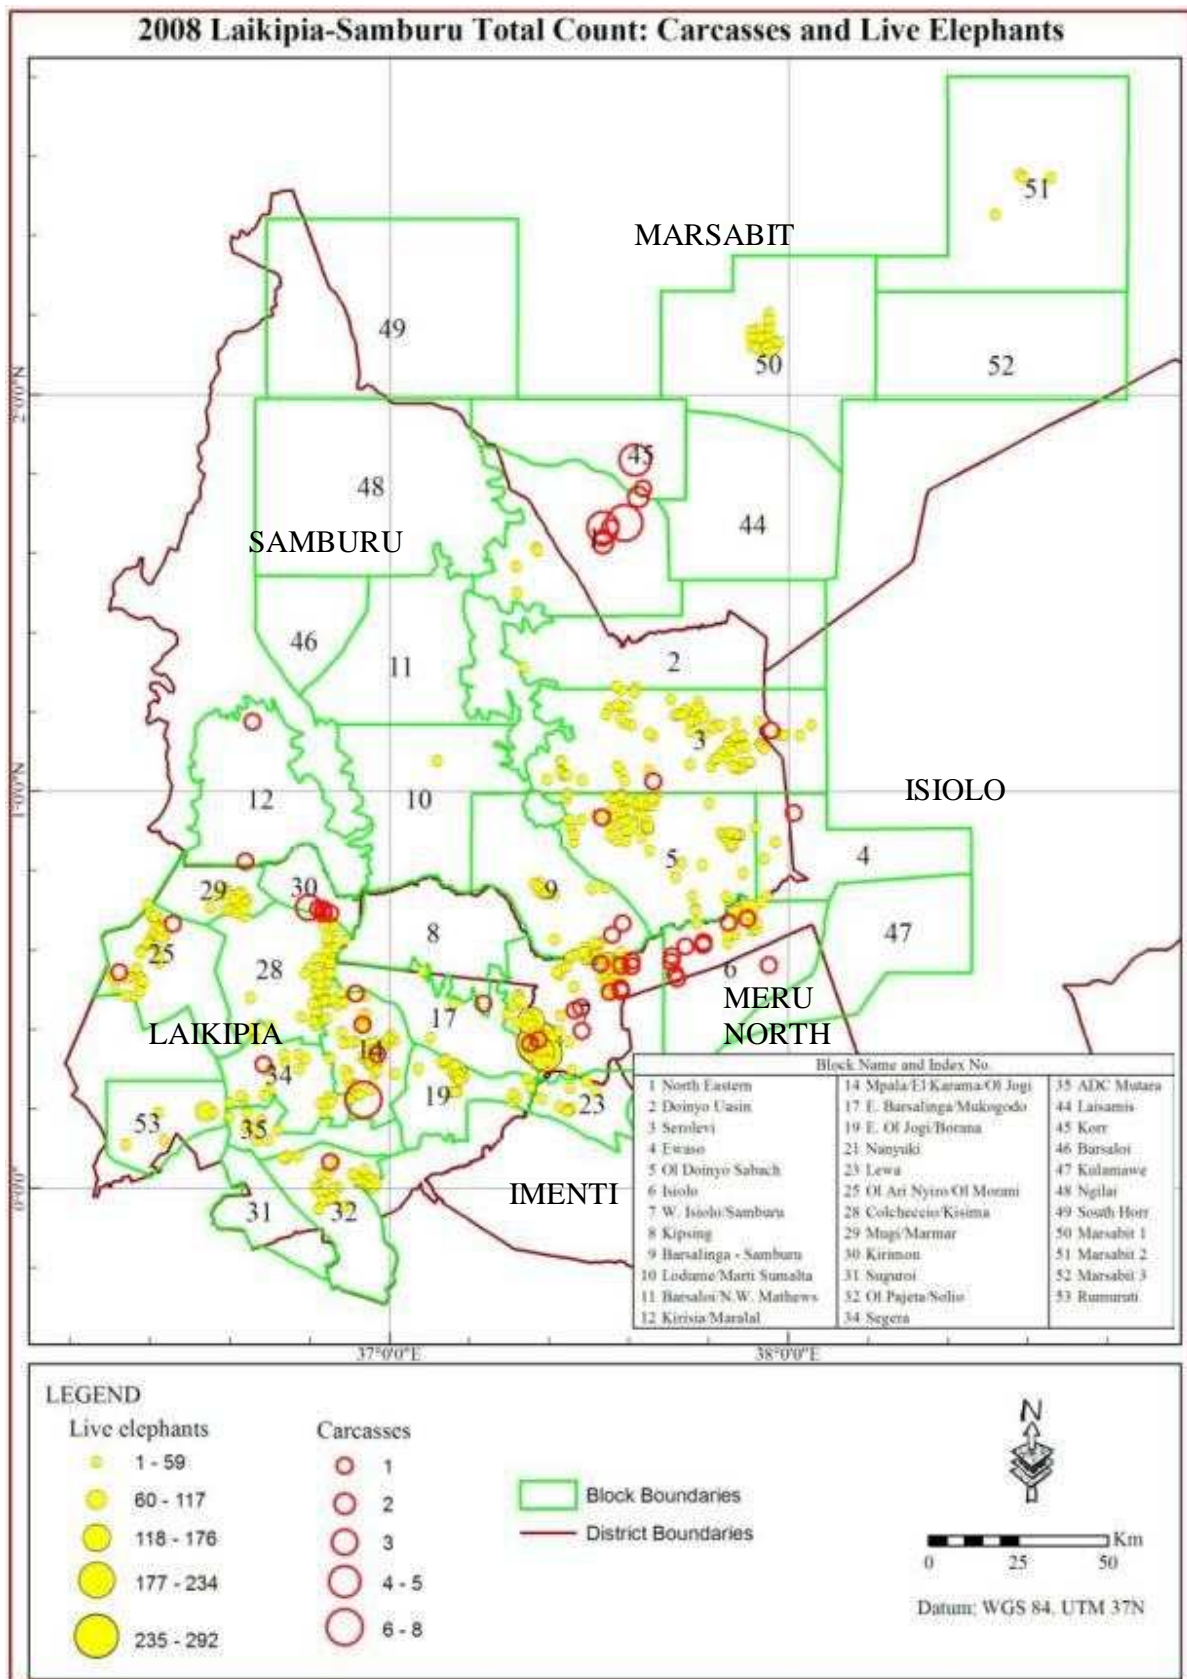 2008 Laikipia-Samburu Total Count: Carcasses and Live Elephants
51
MARSABIT
49
50
52
2°0'0"N
45
48
44
SAMBURU
1
46
2
11
3
ISIOLO
1°0'0"N
12
10
5
4
29
30
9
25
8
47
28
6
MERU
NORTH
17
7
LAIKIPIA
14
34
19
23
53
35
0°0'0"
IMENTI
31
32
Block Name and Index No.
1 North Eastern
2 Doinyo Uasin
3 Serolevi
4 Ewaso
5 Ol Doinyo Sabach
6 Isiolo
7 W. Isiolo/Samburu
8 Kipsing
9 Barsalinga - Samburu
10 Lodume/Marti Sumalta
11 Barsaloi/N.W. Mathews
12 Kirisia/Maralal
14 Mpala/El Karama/Ol Jogi
17 E. Barsalinga/Mukogodo
19 E. Ol Jogi/Borana
21 Nanyuki
23 Lewa
25 Ol Ari Nyiro/Ol Morani
28 Colcheccio/Kisima
29 Mugi/Marmar
30 Kirimon
31 Suguroi
32 Ol Pajeta/Solio
34 Segera
35 ADC Mutara
44 Laisamis
45 Korr
46 Barsaloi
47 Kulamawe
48 Ngilai
49 South Horr
50 Marsabit 1
51 Marsabit 2
52 Marsabit 3
53 Rumuruti
37°0'0"E
38°0'0"E
LEGEND
Live elephants
1 - 59
60 - 117
118 - 176
177 - 234
235 - 292
Carcasses
1
2
3
4 - 5
6 - 8
Block Boundaries
District Boundaries
N
Km
0 25 50
Datum: WGS 84, UTM 37N